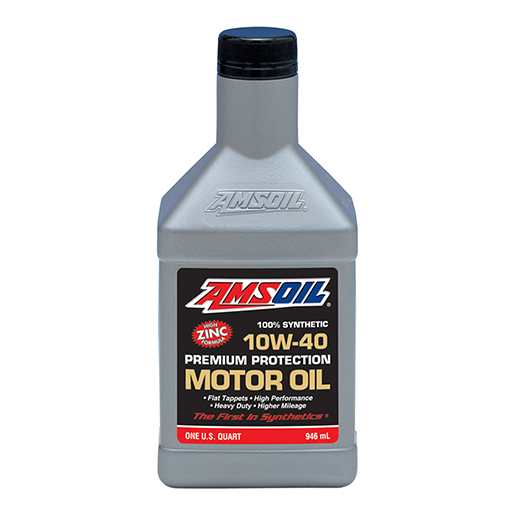 AMSOIL®
AMSOIL®
HIGH
ZINC
FORMULA
100% SYNTHETIC
10W-40
PREMIUM PROTECTION
MOTOR OIL
• Flat Tappets • High Performance
• Heavy Duty • Higher Mileage
The First In Synthetics®
ONE U.S. QUART 946 mL